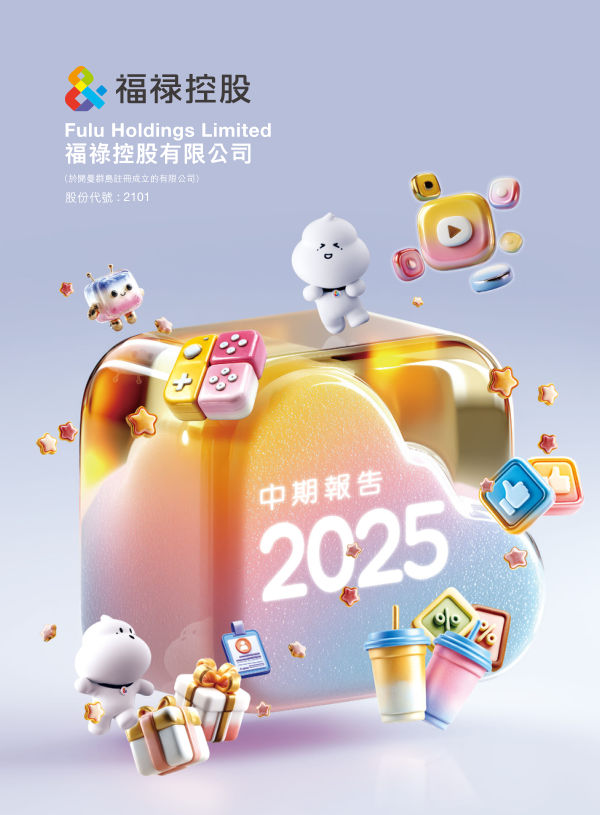 福禄控股
Fulu Holdings Limited
福祿控股有限公司
（於開曼群島註冊成立的有限公司）
股份代號：2101
中期報告
2025